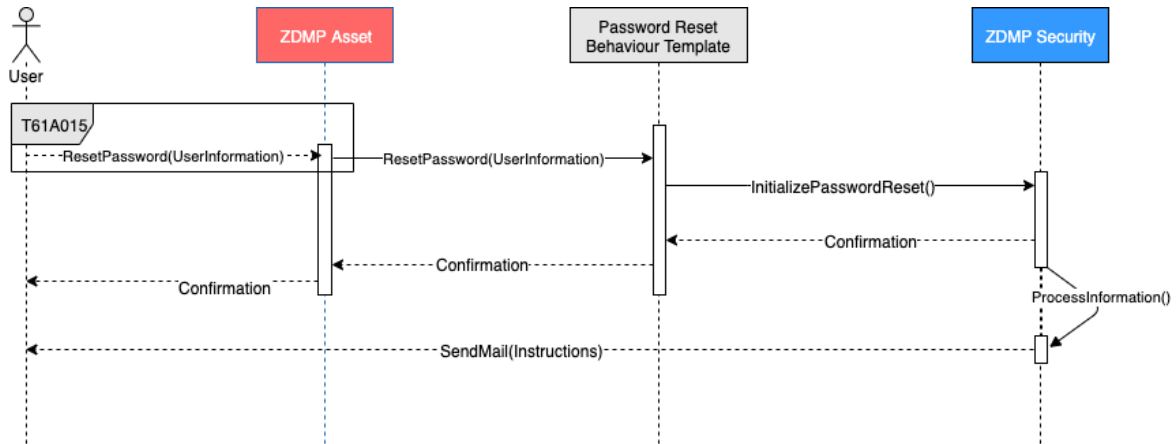 User
ZDMP Asset
Password Reset
Behaviour Template
ZDMP Security
T61A015
ResetPassword(UserInformation)
ResetPassword(UserInformation)
InitializePasswordReset()
Confirmation
Confirmation
Confirmation
ProcessInformation()
SendMail(Instructions)